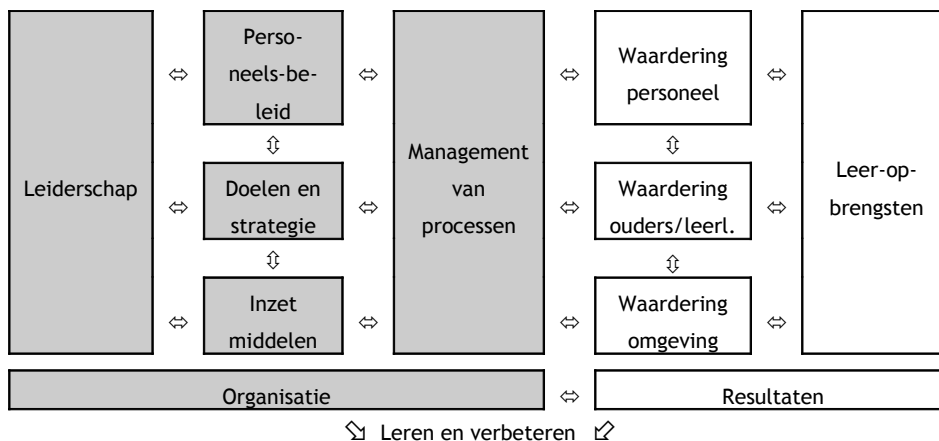 Perso-
neels-be-
leid
Waardering
personeel
⇔ ⇔ ⇔ ⇔
⇕ ⇕
Leiderschap
Doelen en
strategie
Management
van
processen
Waardering
ouders/leerl.
Leer-op-
brengsten
⇔ ⇔ ⇔ ⇔
⇕ ⇕
Inzet
middelen
Waardering
omgeving
⇔ ⇔ ⇔ ⇔
Organisatie ⇔ Resultaten
⇘ Leren en verbeteren ⇙